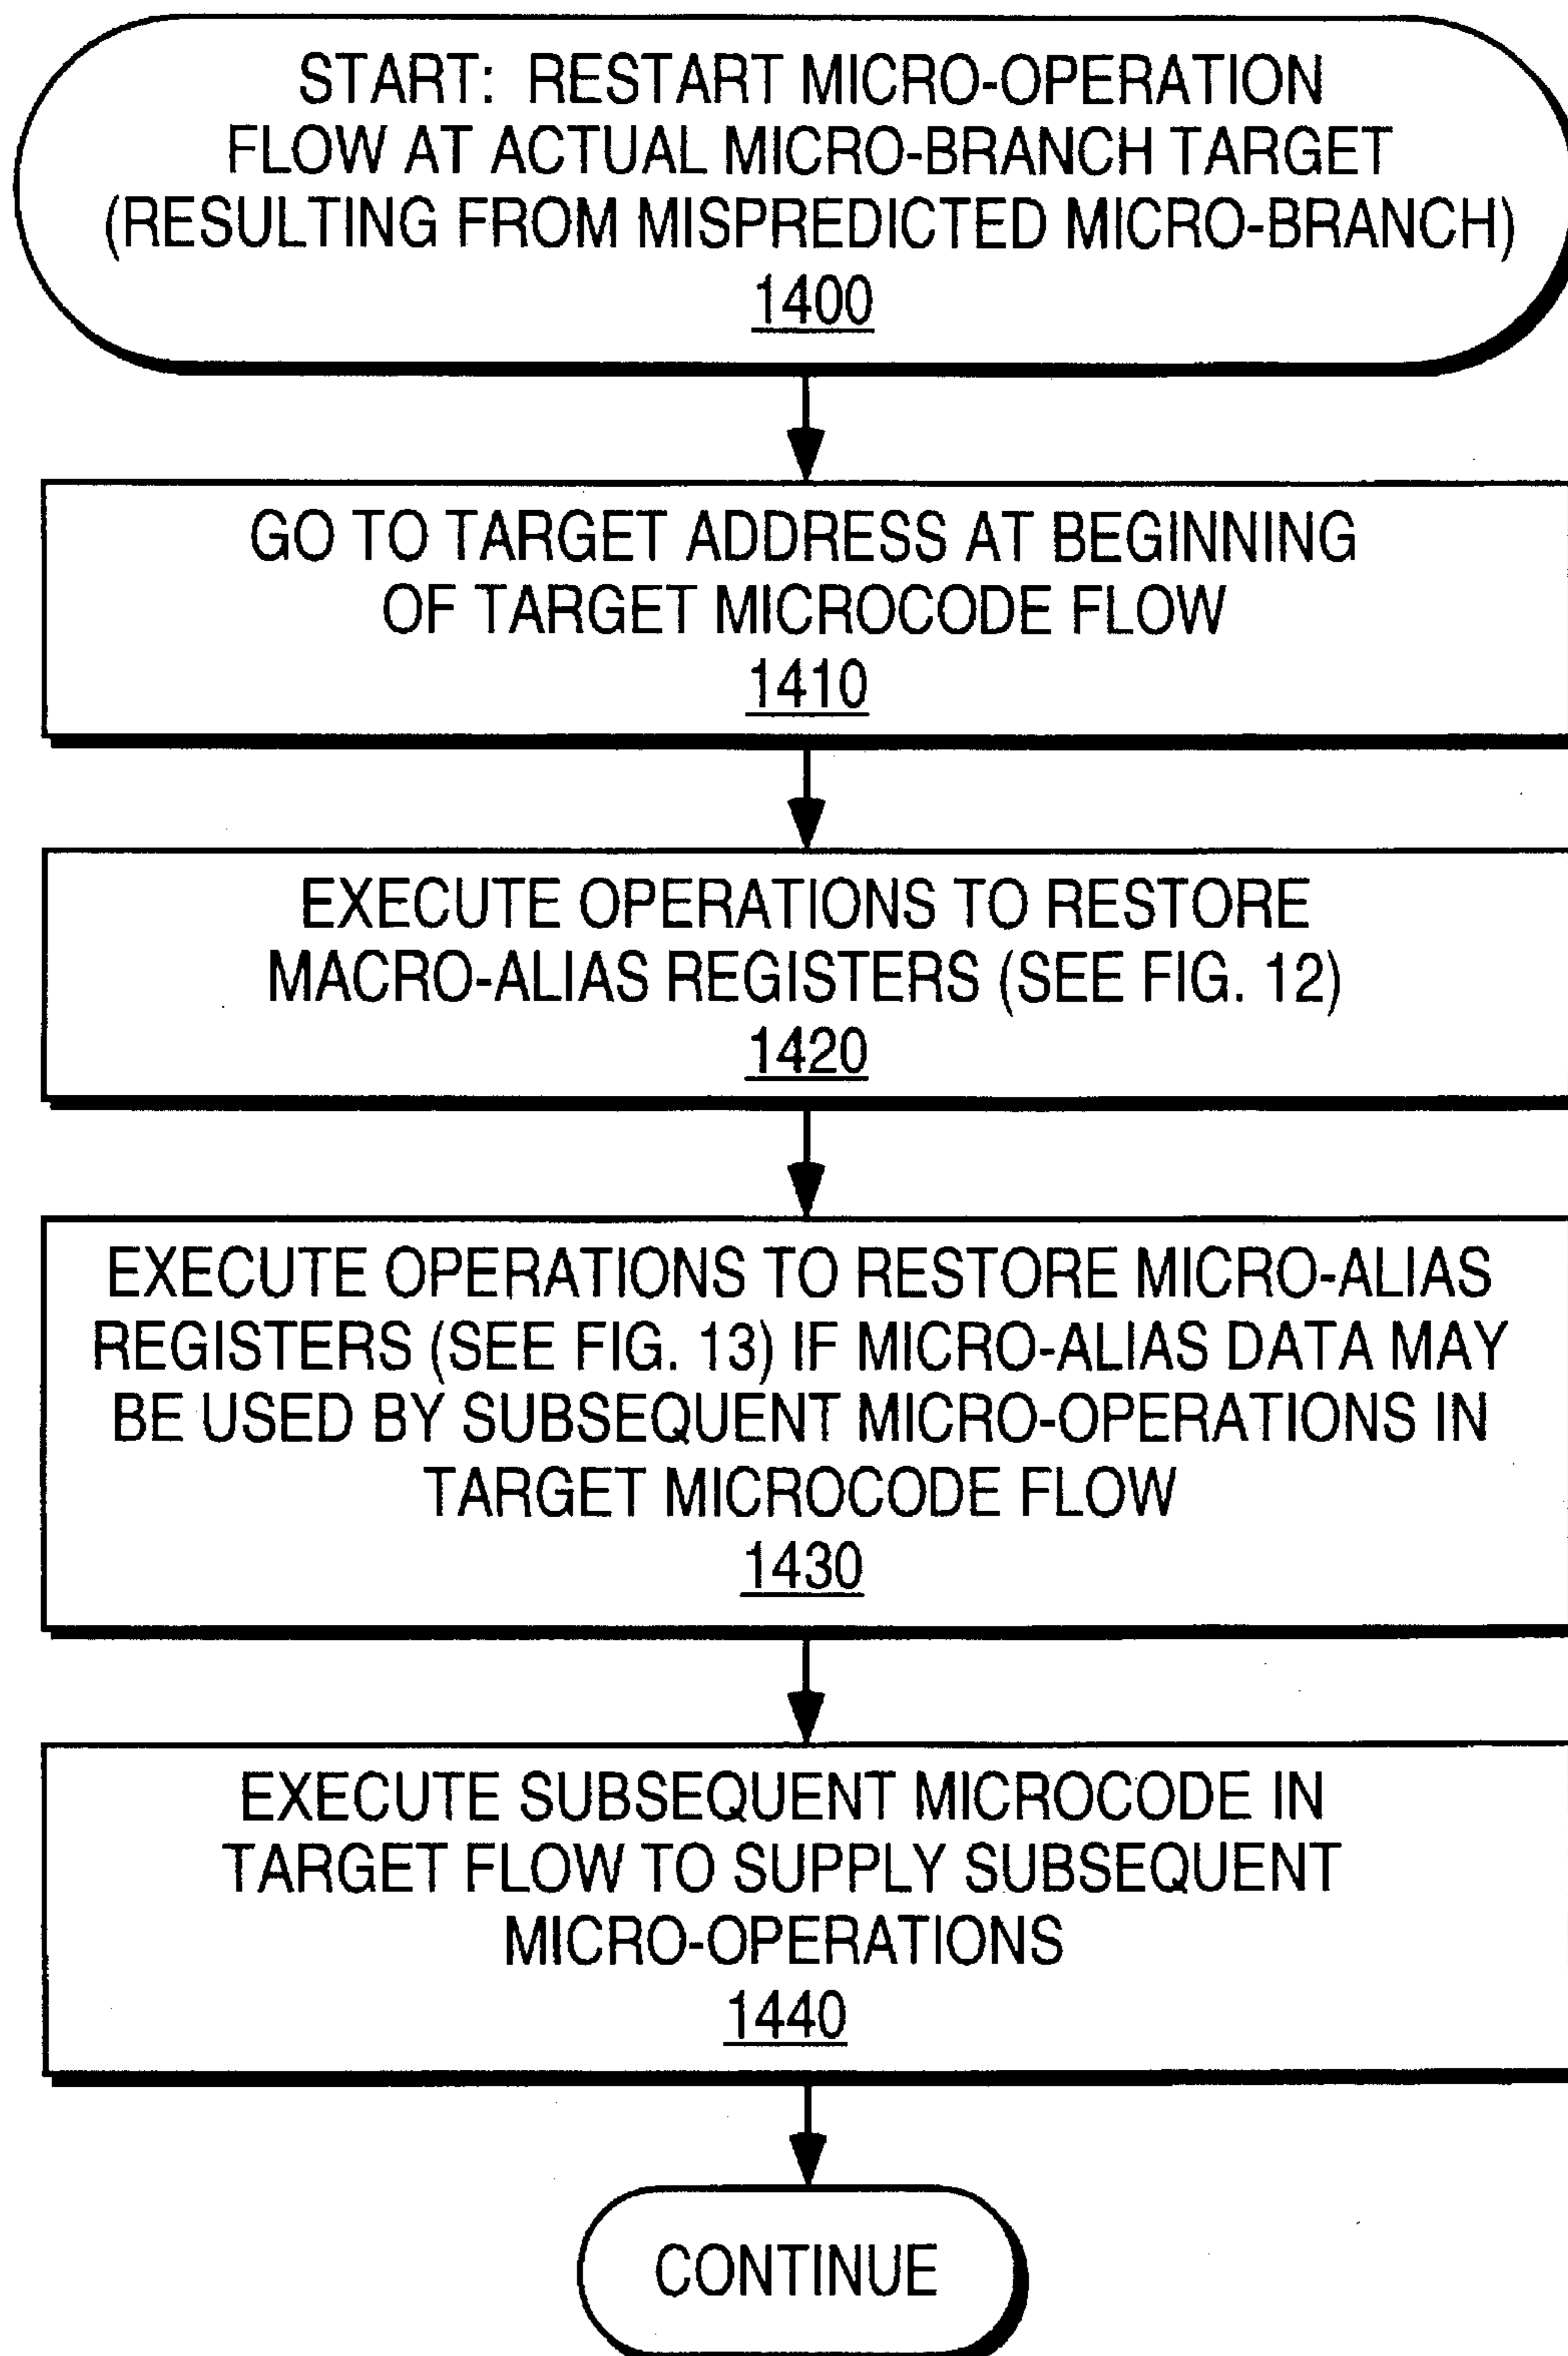 START: RESTART MICRO-OPERATION
FLOW AT ACTUAL MICRO-BRANCH TARGET
(RESULTING FROM MISPREDICTED MICRO-BRANCH)
1400
GO TO TARGET ADDRESS AT BEGINNING
OF TARGET MICROCODE FLOW
1410
EXECUTE OPERATIONS TO RESTORE
MACRO-ALIAS REGISTERS (SEE FIG. 12)
1420
EXECUTE OPERATIONS TO RESTORE MICRO-ALIAS
REGISTERS (SEE FIG. 13) IF MICRO-ALIAS DATA MAY
BE USED BY SUBSEQUENT MICRO-OPERATIONS IN
TARGET MICROCODE FLOW
1430
EXECUTE SUBSEQUENT MICROCODE IN
TARGET FLOW TO SUPPLY SUBSEQUENT
MICRO-OPERATIONS
1440
CONTINUE